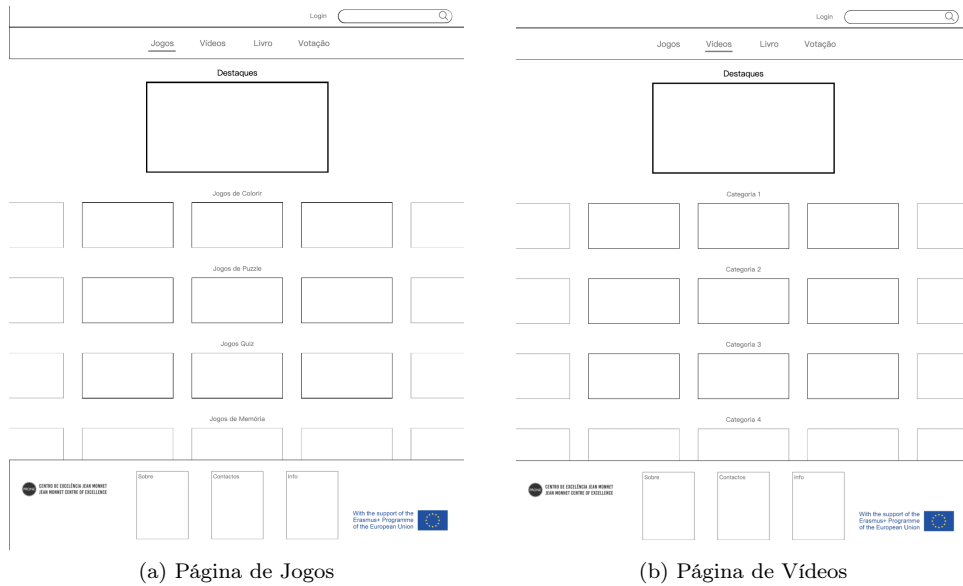 Login
Jogos Vídeos Livro Votação
Destaques
Jogos de Colorir
Jogos de Puzzle
Jogos Quiz
Jogos de Memória
Sobre Contactos Info
CENTRO DE EXCELÊNCIA JEAN MONNET
JEAN MONNET CENTRE OF EXCELLENCE
With the support of the
Erasmus+ Programme
of the European Union
(a) Página de Jogos
Login
Jogos Vídeos Livro Votação
Destaques
Categoria 1
Categoria 2
Categoria 3
Categoria 4
Sobre Contactos Info
CENTRO DE EXCELÊNCIA JEAN MONNET
JEAN MONNET CENTRE OF EXCELLENCE
With the support of the
Erasmus+ Programme
of the European Union
(b) Página de Vídeos